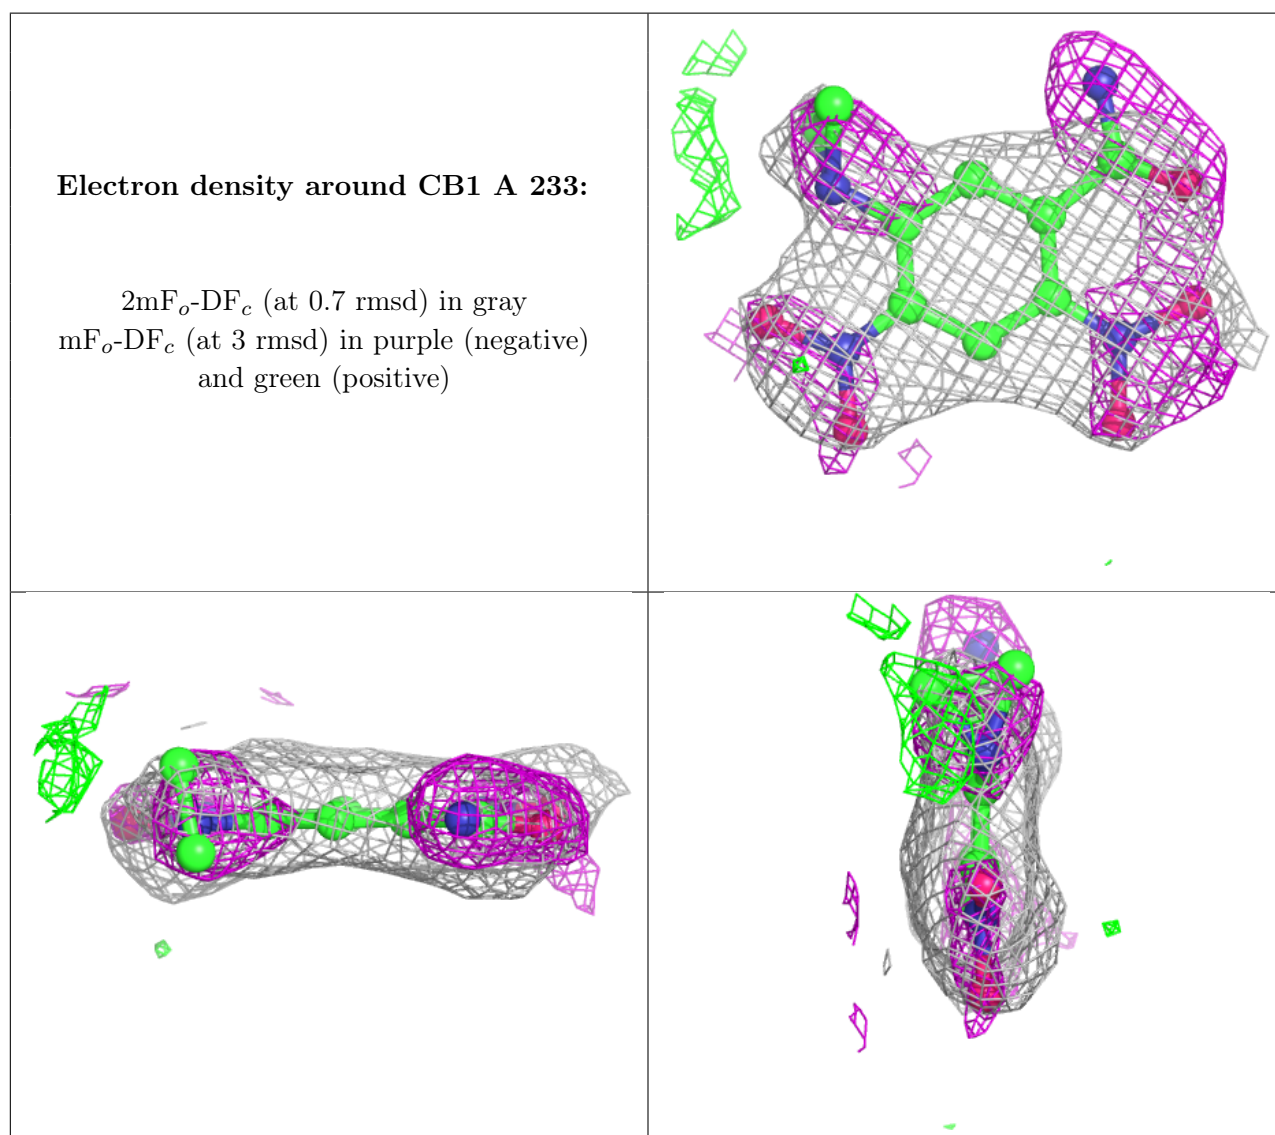 Electron density around CB1 A 233:
2mFo-DFc (at 0.7 rmsd) in gray
mFo-DFc (at 3 rmsd) in purple (negative)
and green (positive)